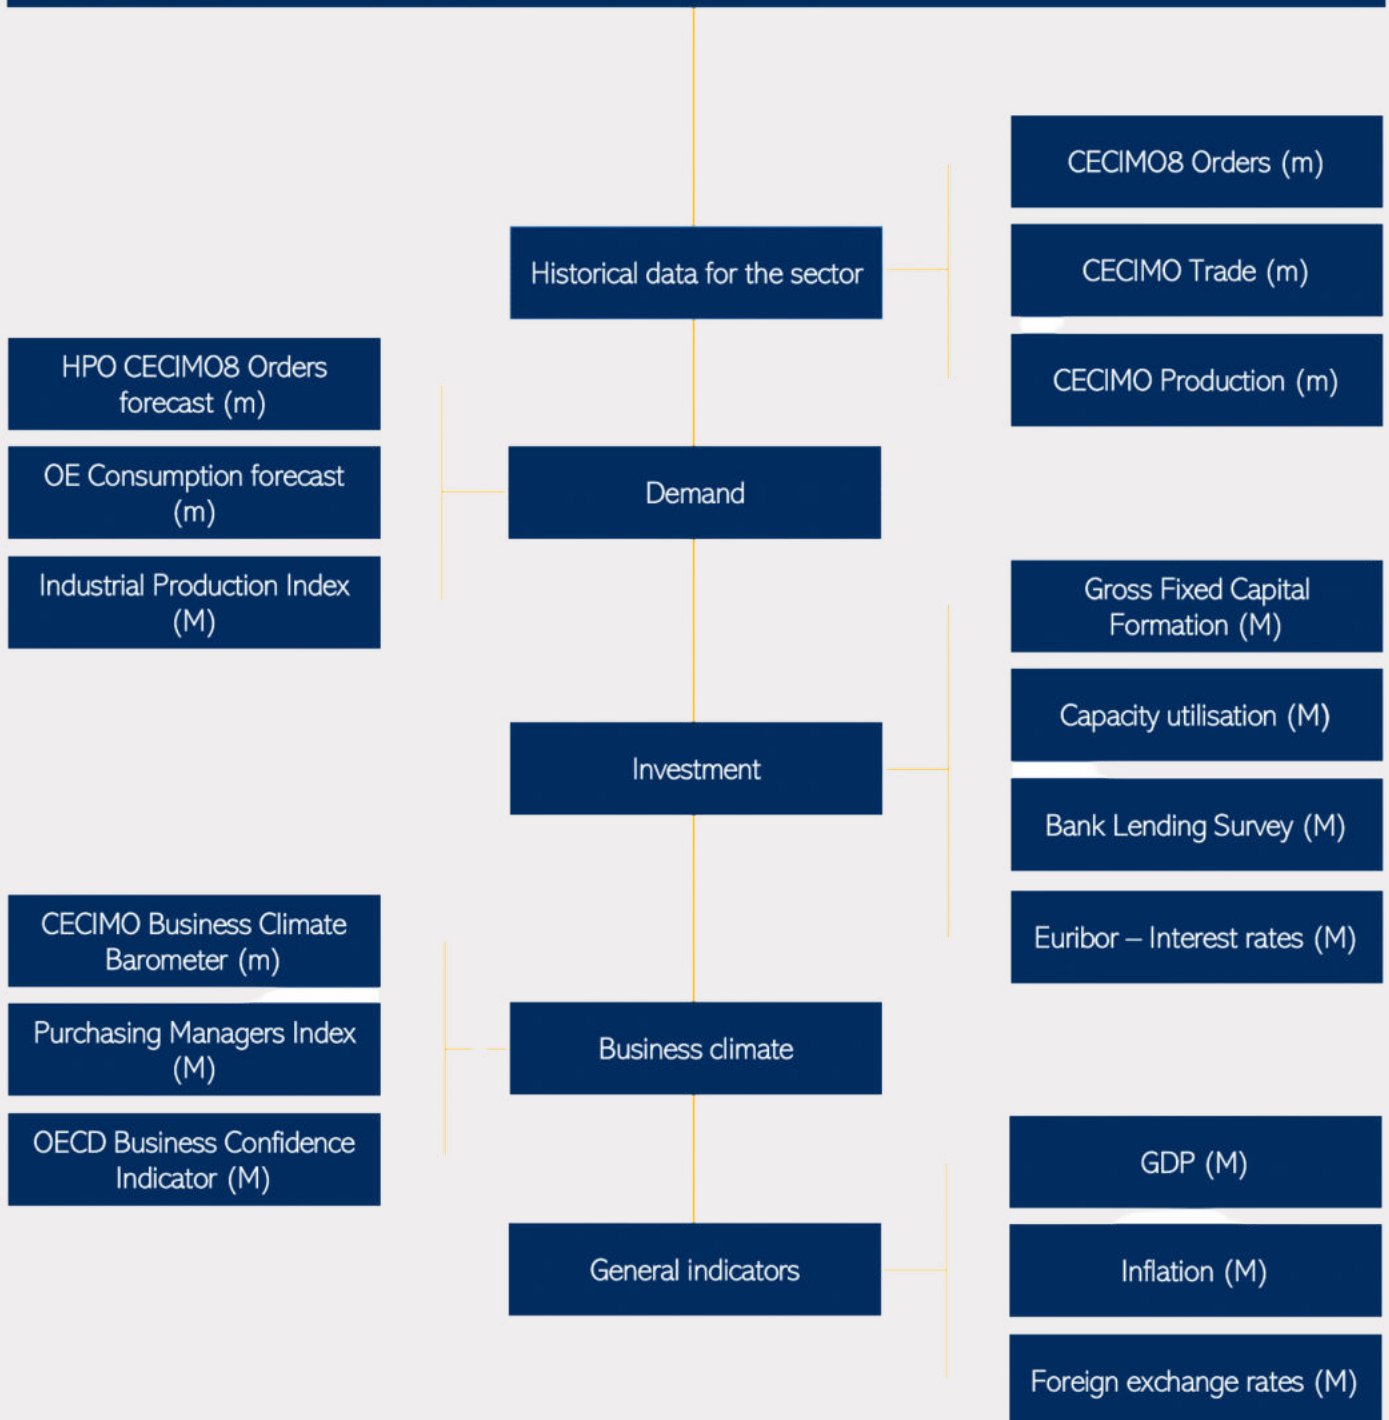 Historical data for the sector
CECIMO8 Orders (m)
CECIMO Trade (m)
CECIMO Production (m)
HPO CECIMO8 Orders
forecast (m)
OE Consumption forecast
(m)
Industrial Production Index
(M)
Demand
Gross Fixed Capital
Formation (M)
Capacity utilisation (M)
Bank Lending Survey (M)
Euribor – Interest rates (M)
Investment
CECIMO Business Climate
Barometer (m)
Purchasing Managers Index
(M)
OECD Business Confidence
Indicator (M)
Business climate
General indicators
GDP (M)
Inflation (M)
Foreign exchange rates (M)